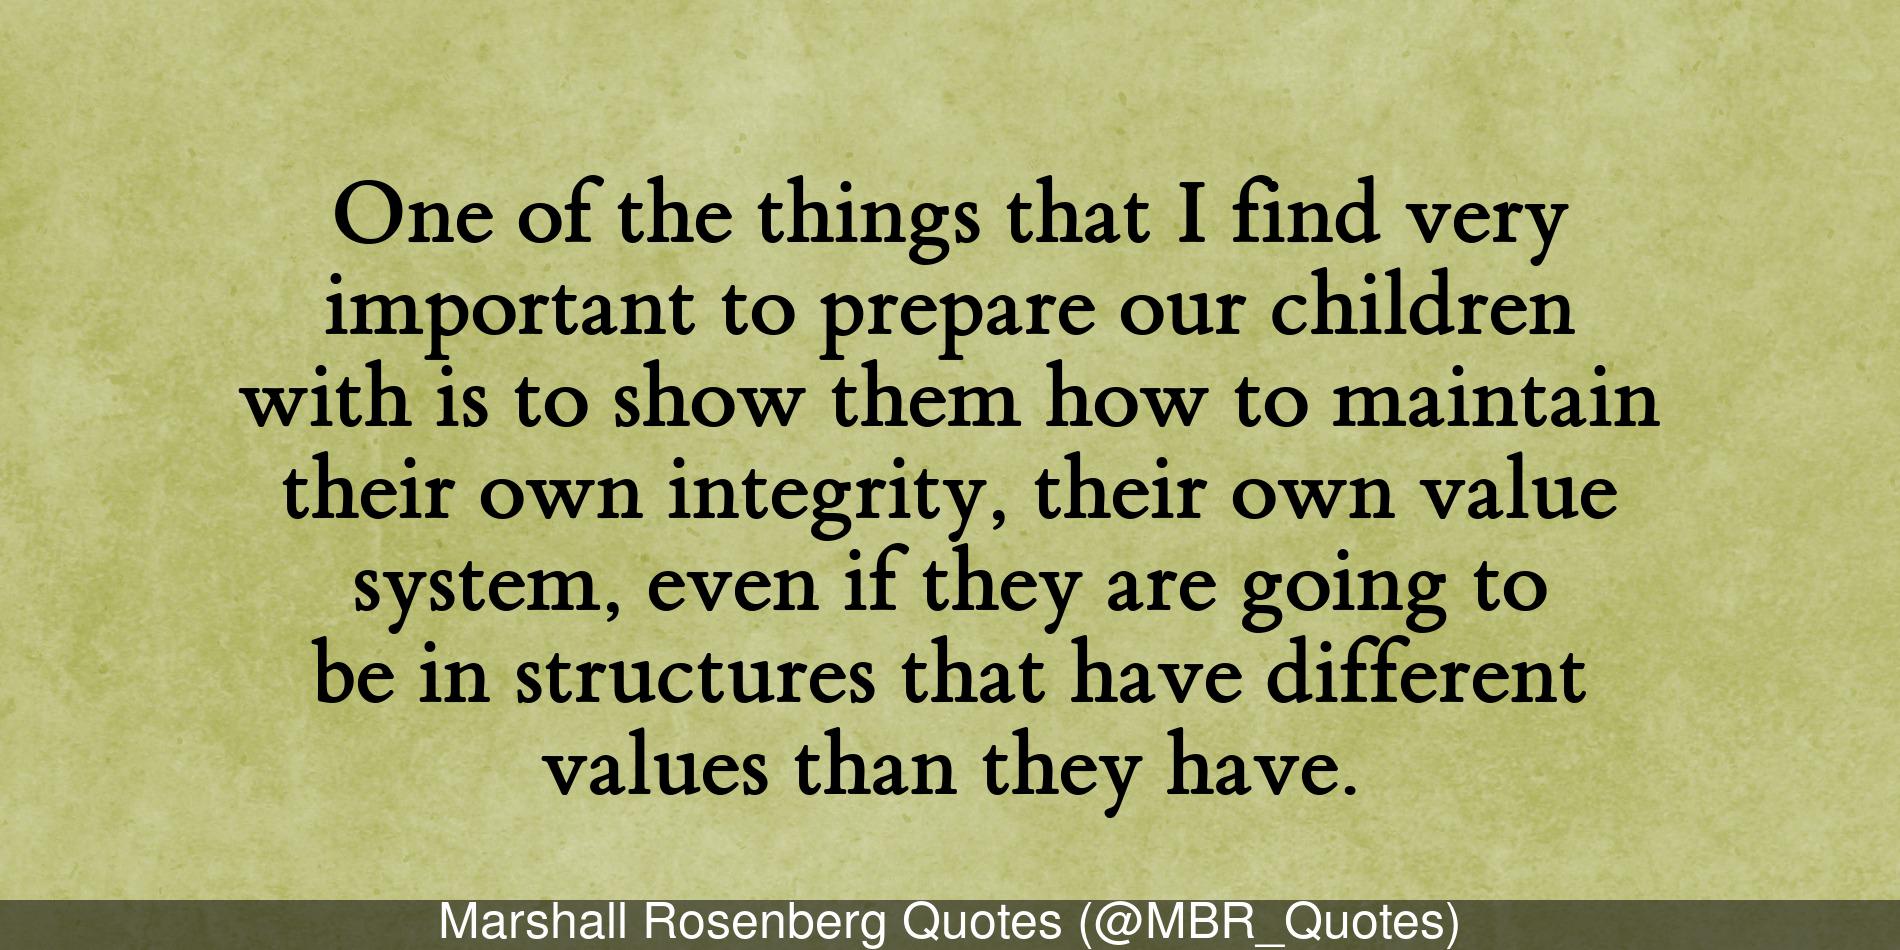 One of the things that I find very
important to prepare our children
with is to show them how to maintain
their own integrity, their own value
system, even if they are going to
be in structures that have different
values than they have.
Marshall Rosenberg Quotes (@MBR_Quotes)